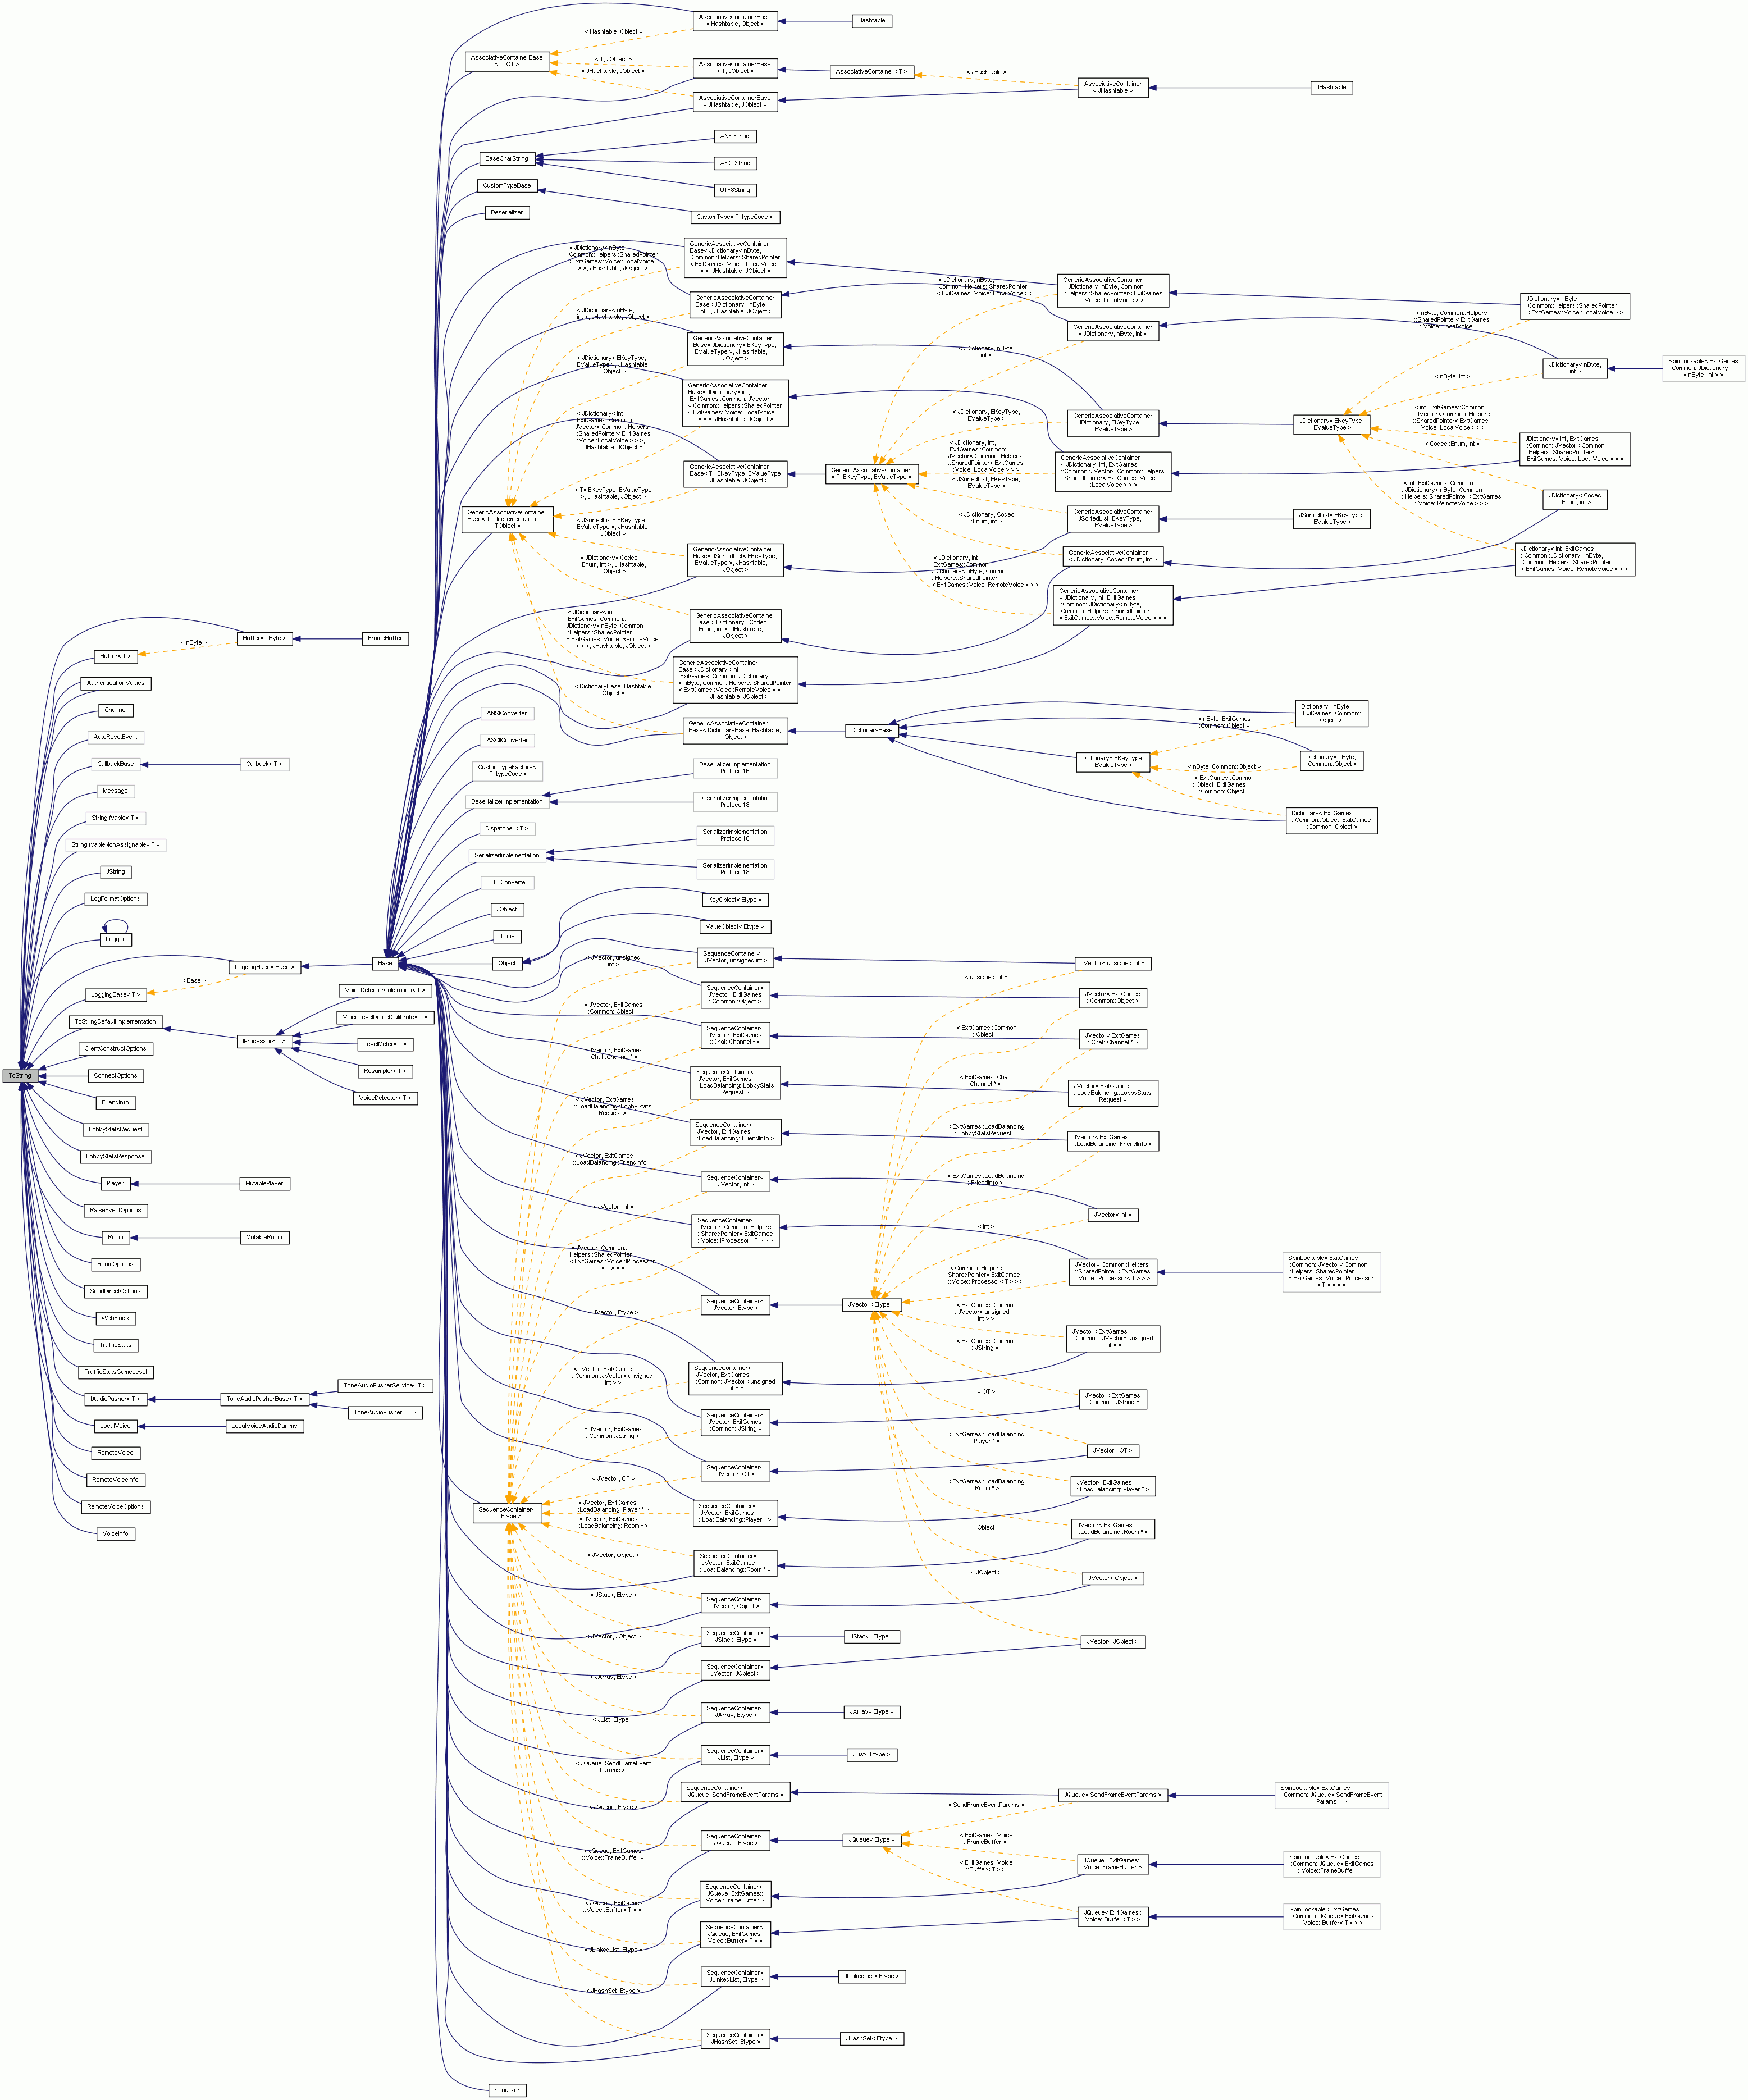 AssociativeContainerBase
< Hashtable, Object >
Hashtable
< Hashtable, Object >
AssociativeContainerBase
< T, OT >
< T, JObject >
AssociativeContainerBase
< T, JObject >
AssociativeContainer< T >
< JHashtable >
AssociativeContainer
< JHashtable >
JHashtable
< JHashtable, JObject >
AssociativeContainerBase
< JHashtable, JObject >
BaseCharString
ANSIString
ASCIIString
UTF8String
CustomTypeBase
CustomType< T, typeCode >
Deserializer
< JDictionary< nByte,
Common::Helpers::SharedPointer
< ExitGames::Voice::LocalVoice
> >, JHashtable, JObject >
GenericAssociativeContainer
Base< JDictionary< nByte,
Common::Helpers::SharedPointer
< ExitGames::Voice::LocalVoice
> >, JHashtable, JObject >
< JDictionary, nByte,
Common::Helpers::SharedPointer
< ExitGames::Voice::LocalVoice > >
GenericAssociativeContainer
< JDictionary, nByte, Common
::Helpers::SharedPointer< ExitGames
::Voice::LocalVoice > >
< nByte, Common::Helpers
::SharedPointer< ExitGames
::Voice::LocalVoice > >
JDictionary< nByte,
Common::Helpers::SharedPointer
< ExitGames::Voice::LocalVoice > >
< JDictionary< nByte,
int >, JHashtable, JObject >
GenericAssociativeContainer
Base< JDictionary< nByte,
int >, JHashtable, JObject >
< JDictionary, nByte,
int >
GenericAssociativeContainer
< JDictionary, nByte, int >
< nByte, int >
JDictionary< nByte,
int >
SpinLockable< ExitGames
::Common::JDictionary
< nByte, int > >
< JDictionary< EKeyType,
EValueType >, JHashtable,
JObject >
GenericAssociativeContainer
Base< JDictionary< EKeyType,
EValueType >, JHashtable,
JObject >
< JDictionary, EKeyType,
EValueType >
GenericAssociativeContainer
< JDictionary, EKeyType,
EValueType >
JDictionary< EKeyType,
EValueType >
< JDictionary< int,
ExitGames::Common::
JVector< Common::Helpers
::SharedPointer< ExitGames
::Voice::LocalVoice > > >,
JHashtable, JObject >
GenericAssociativeContainer
Base< JDictionary< int,
ExitGames::Common::JVector
< Common::Helpers::SharedPointer
< ExitGames::Voice::LocalVoice
> > >, JHashtable, JObject >
< JDictionary, int,
ExitGames::Common::
JVector< Common::Helpers
::SharedPointer< ExitGames
::Voice::LocalVoice > > >
GenericAssociativeContainer
< JDictionary, int, ExitGames
::Common::JVector< Common::Helpers
::SharedPointer< ExitGames::Voice
::LocalVoice > > >
< int, ExitGames::Common
::JVector< Common::Helpers
::SharedPointer< ExitGames
::Voice::LocalVoice > > >
JDictionary< int, ExitGames
::Common::JVector< Common
::Helpers::SharedPointer<
ExitGames::Voice::LocalVoice > > >
GenericAssociativeContainer
Base< T, TImplementation,
TObject >
< T< EKeyType, EValueType
>, JHashtable, JObject >
GenericAssociativeContainer
Base< T< EKeyType, EValueType
>, JHashtable, JObject >
GenericAssociativeContainer
< T, EKeyType, EValueType >
< JSortedList< EKeyType,
EValueType >, JHashtable,
JObject >
GenericAssociativeContainer
Base< JSortedList< EKeyType,
EValueType >, JHashtable,
JObject >
< JSortedList, EKeyType,
EValueType >
GenericAssociativeContainer
< JSortedList, EKeyType,
EValueType >
JSortedList< EKeyType,
EValueType >
< JDictionary< Codec
::Enum, int >, JHashtable,
JObject >
GenericAssociativeContainer
Base< JDictionary< Codec
::Enum, int >, JHashtable,
JObject >
< JDictionary, Codec
::Enum, int >
GenericAssociativeContainer
< JDictionary, Codec::Enum, int >
< Codec::Enum, int >
JDictionary< Codec
::Enum, int >
< JDictionary< int,
ExitGames::Common::
JDictionary< nByte, Common
::Helpers::SharedPointer
< ExitGames::Voice::RemoteVoice
> > >, JHashtable, JObject >
GenericAssociativeContainer
Base< JDictionary< int,
ExitGames::Common::JDictionary
< nByte, Common::Helpers::SharedPointer
< ExitGames::Voice::RemoteVoice > >
>, JHashtable, JObject >
< JDictionary, int,
ExitGames::Common::
JDictionary< nByte, Common
::Helpers::SharedPointer
< ExitGames::Voice::RemoteVoice > > >
GenericAssociativeContainer
< JDictionary, int, ExitGames
::Common::JDictionary< nByte,
Common::Helpers::SharedPointer
< ExitGames::Voice::RemoteVoice > > >
< int, ExitGames::Common
::JDictionary< nByte, Common
::Helpers::SharedPointer< ExitGames
::Voice::RemoteVoice > > >
JDictionary< int, ExitGames
::Common::JDictionary< nByte,
Common::Helpers::SharedPointer
< ExitGames::Voice::RemoteVoice > > >
< DictionaryBase, Hashtable,
Object >
GenericAssociativeContainer
Base< DictionaryBase, Hashtable,
Object >
DictionaryBase
Dictionary< EKeyType,
EValueType >
< nByte, ExitGames
::Common::Object >
Dictionary< nByte,
ExitGames::Common::
Object >
< nByte, Common::Object >
Dictionary< nByte,
Common::Object >
< ExitGames::Common
::Object, ExitGames
::Common::Object >
Dictionary< ExitGames
::Common::Object, ExitGames
::Common::Object >
ANSIConverter
ASCIIConverter
CustomTypeFactory<
T, typeCode >
DeserializerImplementation
DeserializerImplementation
Protocol16
DeserializerImplementation
Protocol18
Dispatcher< T >
SerializerImplementation
SerializerImplementation
Protocol16
SerializerImplementation
Protocol18
UTF8Converter
JObject
JTime
Object
KeyObject< Etype >
ValueObject< Etype >
ToString
Buffer< nByte >
FrameBuffer
Buffer< T >
< nByte >
AuthenticationValues
Channel
AutoResetEvent
CallbackBase
Callback< T >
Message
Stringifyable< T >
StringifyableNonAssignable< T >
JString
LogFormatOptions
Logger
LoggingBase< Base >
Base
< Base >
LoggingBase< T >
ToStringDefaultImplementation
IProcessor< T >
VoiceDetectorCalibration< T >
VoiceLevelDetectCalibrate< T >
LevelMeter< T >
Resampler< T >
VoiceDetector< T >
ClientConstructOptions
ConnectOptions
FriendInfo
LobbyStatsRequest
LobbyStatsResponse
Player
MutablePlayer
RaiseEventOptions
Room
MutableRoom
RoomOptions
SendDirectOptions
WebFlags
TrafficStats
TrafficStatsGameLevel
IAudioPusher< T >
ToneAudioPusherBase< T >
ToneAudioPusherService< T >
ToneAudioPusher< T >
LocalVoice
LocalVoiceAudioDummy
RemoteVoice
RemoteVoiceInfo
RemoteVoiceOptions
VoiceInfo
< JVector, unsigned
int >
SequenceContainer<
JVector, unsigned int >
< unsigned int >
JVector< unsigned int >
< JVector, ExitGames
::Common::Object >
SequenceContainer<
JVector, ExitGames
::Common::Object >
< ExitGames::Common
::Object >
JVector< ExitGames
::Common::Object >
< JVector, ExitGames
::Chat::Channel * >
SequenceContainer<
JVector, ExitGames
::Chat::Channel * >
< ExitGames::Chat::
Channel * >
JVector< ExitGames
::Chat::Channel * >
< JVector, ExitGames
::LoadBalancing::LobbyStats
Request >
SequenceContainer<
JVector, ExitGames
::LoadBalancing::LobbyStats
Request >
< ExitGames::LoadBalancing
::LobbyStatsRequest >
JVector< ExitGames
::LoadBalancing::LobbyStats
Request >
< JVector, ExitGames
::LoadBalancing::FriendInfo >
SequenceContainer<
JVector, ExitGames
::LoadBalancing::FriendInfo >
< ExitGames::LoadBalancing
::FriendInfo >
JVector< ExitGames
::LoadBalancing::FriendInfo >
< JVector, int >
SequenceContainer<
JVector, int >
< int >
JVector< int >
< JVector, Common::
Helpers::SharedPointer
< ExitGames::Voice::IProcessor
< T > > >
SequenceContainer<
JVector, Common::Helpers
::SharedPointer< ExitGames
::Voice::IProcessor< T > > >
< Common::Helpers::
SharedPointer< ExitGames
::Voice::IProcessor< T > > >
JVector< Common::Helpers
::SharedPointer< ExitGames
::Voice::IProcessor< T > > >
SpinLockable< ExitGames
::Common::JVector< Common
::Helpers::SharedPointer
< ExitGames::Voice::IProcessor
< T > > > >
< JVector, Etype >
SequenceContainer<
JVector, Etype >
JVector< Etype >
< JVector, ExitGames
::Common::JVector< unsigned
int > >
SequenceContainer<
JVector, ExitGames
::Common::JVector< unsigned
int > >
< ExitGames::Common
::JVector< unsigned
int > >
JVector< ExitGames
::Common::JVector< unsigned
int > >
< JVector, ExitGames
::Common::JString >
SequenceContainer<
JVector, ExitGames
::Common::JString >
< ExitGames::Common
::JString >
JVector< ExitGames
::Common::JString >
< JVector, OT >
SequenceContainer<
JVector, OT >
< OT >
JVector< OT >
SequenceContainer<
T, Etype >
< JVector, ExitGames
::LoadBalancing::Player * >
SequenceContainer<
JVector, ExitGames
::LoadBalancing::Player * >
< ExitGames::LoadBalancing
::Player * >
JVector< ExitGames
::LoadBalancing::Player * >
< JVector, ExitGames
::LoadBalancing::Room * >
SequenceContainer<
JVector, ExitGames
::LoadBalancing::Room * >
< ExitGames::LoadBalancing
::Room * >
JVector< ExitGames
::LoadBalancing::Room * >
< JVector, Object >
SequenceContainer<
JVector, Object >
< Object >
JVector< Object >
< JStack, Etype >
SequenceContainer<
JStack, Etype >
JStack< Etype >
< JVector, JObject >
SequenceContainer<
JVector, JObject >
< JObject >
JVector< JObject >
< JArray, Etype >
SequenceContainer<
JArray, Etype >
JArray< Etype >
< JList, Etype >
SequenceContainer<
JList, Etype >
JList< Etype >
< JQueue, SendFrameEvent
Params >
SequenceContainer<
JQueue, SendFrameEventParams >
< SendFrameEventParams >
JQueue< SendFrameEventParams >
SpinLockable< ExitGames
::Common::JQueue< SendFrameEvent
Params > >
< JQueue, Etype >
SequenceContainer<
JQueue, Etype >
JQueue< Etype >
< JQueue, ExitGames
::Voice::FrameBuffer >
SequenceContainer<
JQueue, ExitGames::
Voice::FrameBuffer >
< ExitGames::Voice
::FrameBuffer >
JQueue< ExitGames::
Voice::FrameBuffer >
SpinLockable< ExitGames
::Common::JQueue< ExitGames
::Voice::FrameBuffer > >
< JQueue, ExitGames
::Voice::Buffer< T > >
SequenceContainer<
JQueue, ExitGames::
Voice::Buffer< T > >
< ExitGames::Voice
::Buffer< T > >
JQueue< ExitGames::
Voice::Buffer< T > >
SpinLockable< ExitGames
::Common::JQueue< ExitGames
::Voice::Buffer< T > > >
< JLinkedList, Etype >
SequenceContainer<
JLinkedList, Etype >
JLinkedList< Etype >
< JHashSet, Etype >
SequenceContainer<
JHashSet, Etype >
JHashSet< Etype >
Serializer